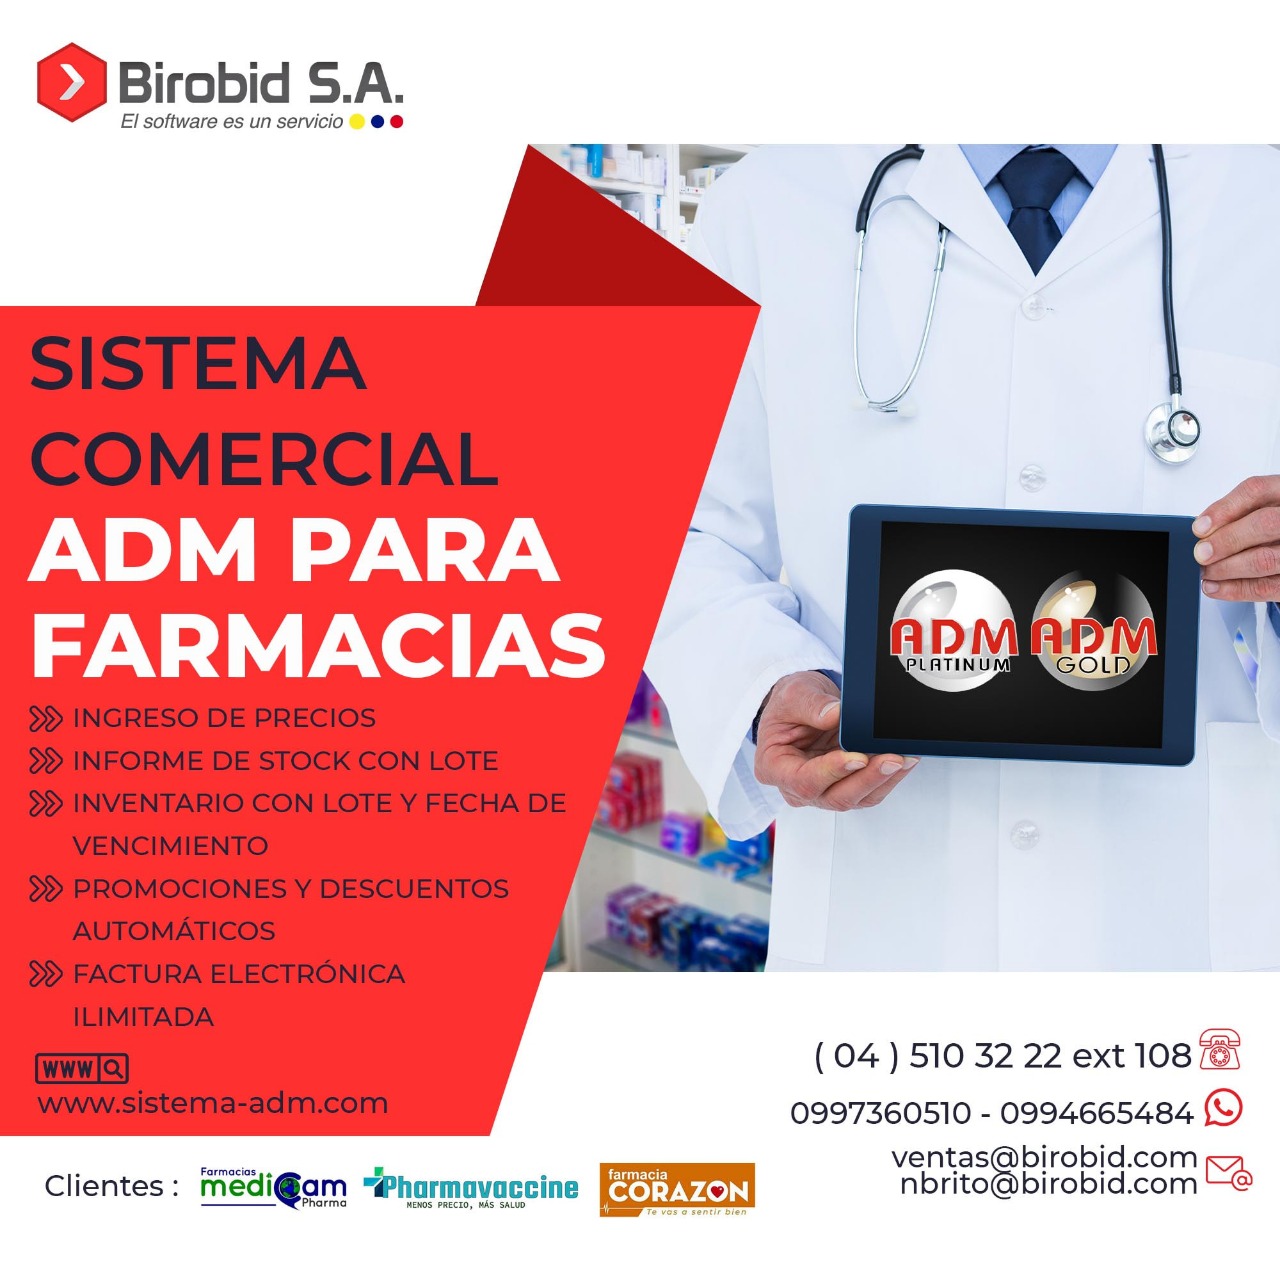 Birobid S.A.
El software es un servicio
SISTEMA
COMERCIAL
ADM PARA
FARMACIAS
INGRESO DE PRECIOS
INFORME DE STOCK CON LOTE
INVENTARIO CON LOTE Y FECHA DE
VENCIMIENTO
PROMOCIONES Y DESCUENTOS
AUTOMÁTICOS
FACTURA ELECTRÓNICA
ILIMITADA
WWW
www.sistema-adm.com
ADM
PLATINUM
ADM
GOLD
( 04 ) 510 32 22 ext 108
0997360510 - 0994665484
ventas@birobid.com
nbrito@birobid.com
Clientes :
Farmacias
mediCam
Pharma
Pharmavaccine
MENOS PRECIO, MÁS SALUD
farmacia
CORAZON
Te vas a sentir bien